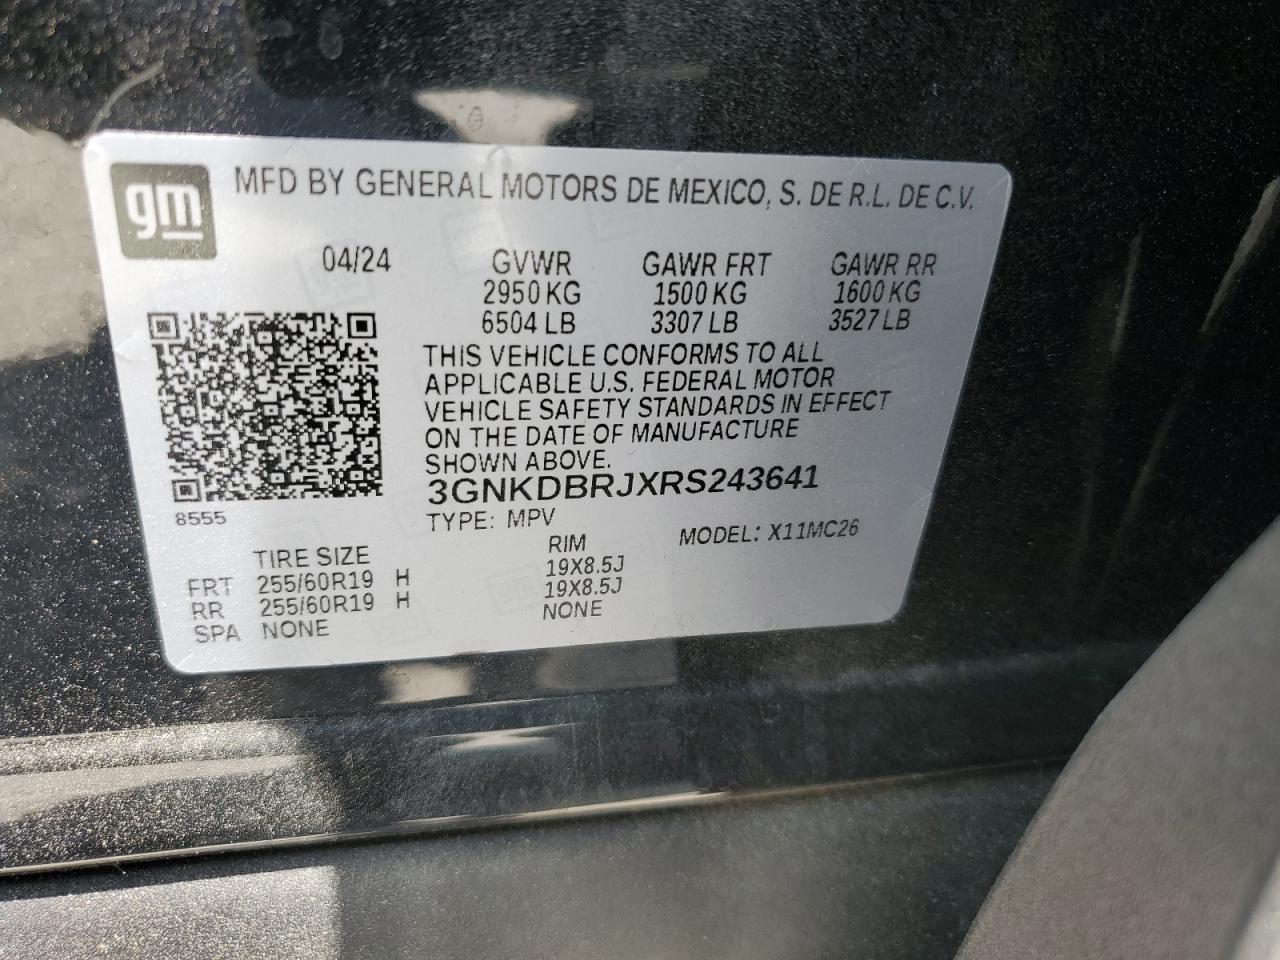 gm
MFD BY GENERAL MOTORS DE MEXICO, S. DE R.L. DE C.V.
04/24 GVWR GAWR FRT GAWR RR
2950 KG 1500 KG 1600 KG
6504 LB 3307 LB 3527 LB
THIS VEHICLE CONFORMS TO ALL
APPLICABLE U.S. FEDERAL MOTOR
VEHICLE SAFETY STANDARDS IN EFFECT
ON THE DATE OF MANUFACTURE
SHOWN ABOVE.
3GNKDBRJXRS243641
8555
TYPE: MPV MODEL: X11MC26
TIRE SIZE RIM
FRT 255/60R19 H 19X8.5J
RR 255/60R19 H 19X8.5J
SPA NONE NONE